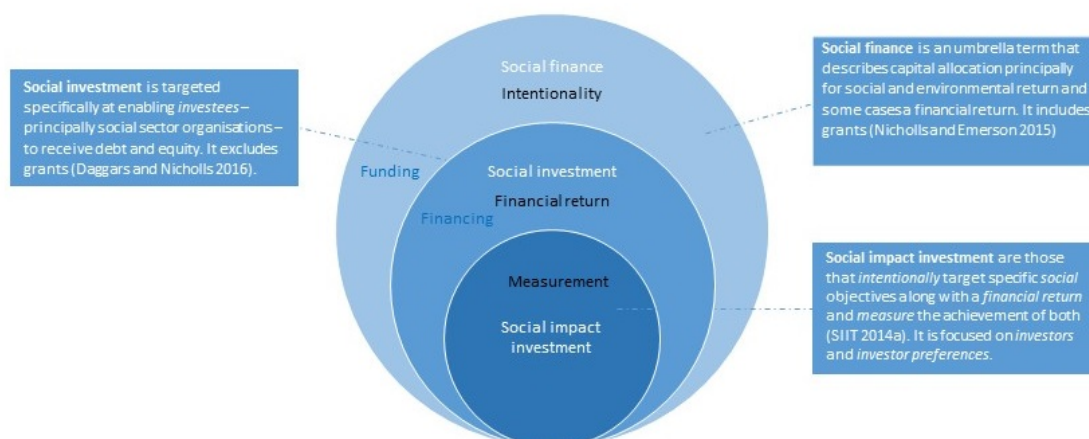 Social investment is targeted
specifically at enabling investees–
principally social sector organisations–
to receive debt and equity. It excludes
grants (Daggars and Nicholls 2016).
Social finance
Intentionality
Funding
Social investment
Financial return
Financing
Measurement
Social impact
investment
Social finance is an umbrella term that
describes capital allocation principally
for social and environmental return and
some cases a financial return. It includes
grants (Nicholls and Emerson 2015)
Social impact investment are those
that intentionally target specific social
objectives along with a financial return
and measure the achievement of both
(SIIT 2014a). It is focused on investors
and investor preferences.